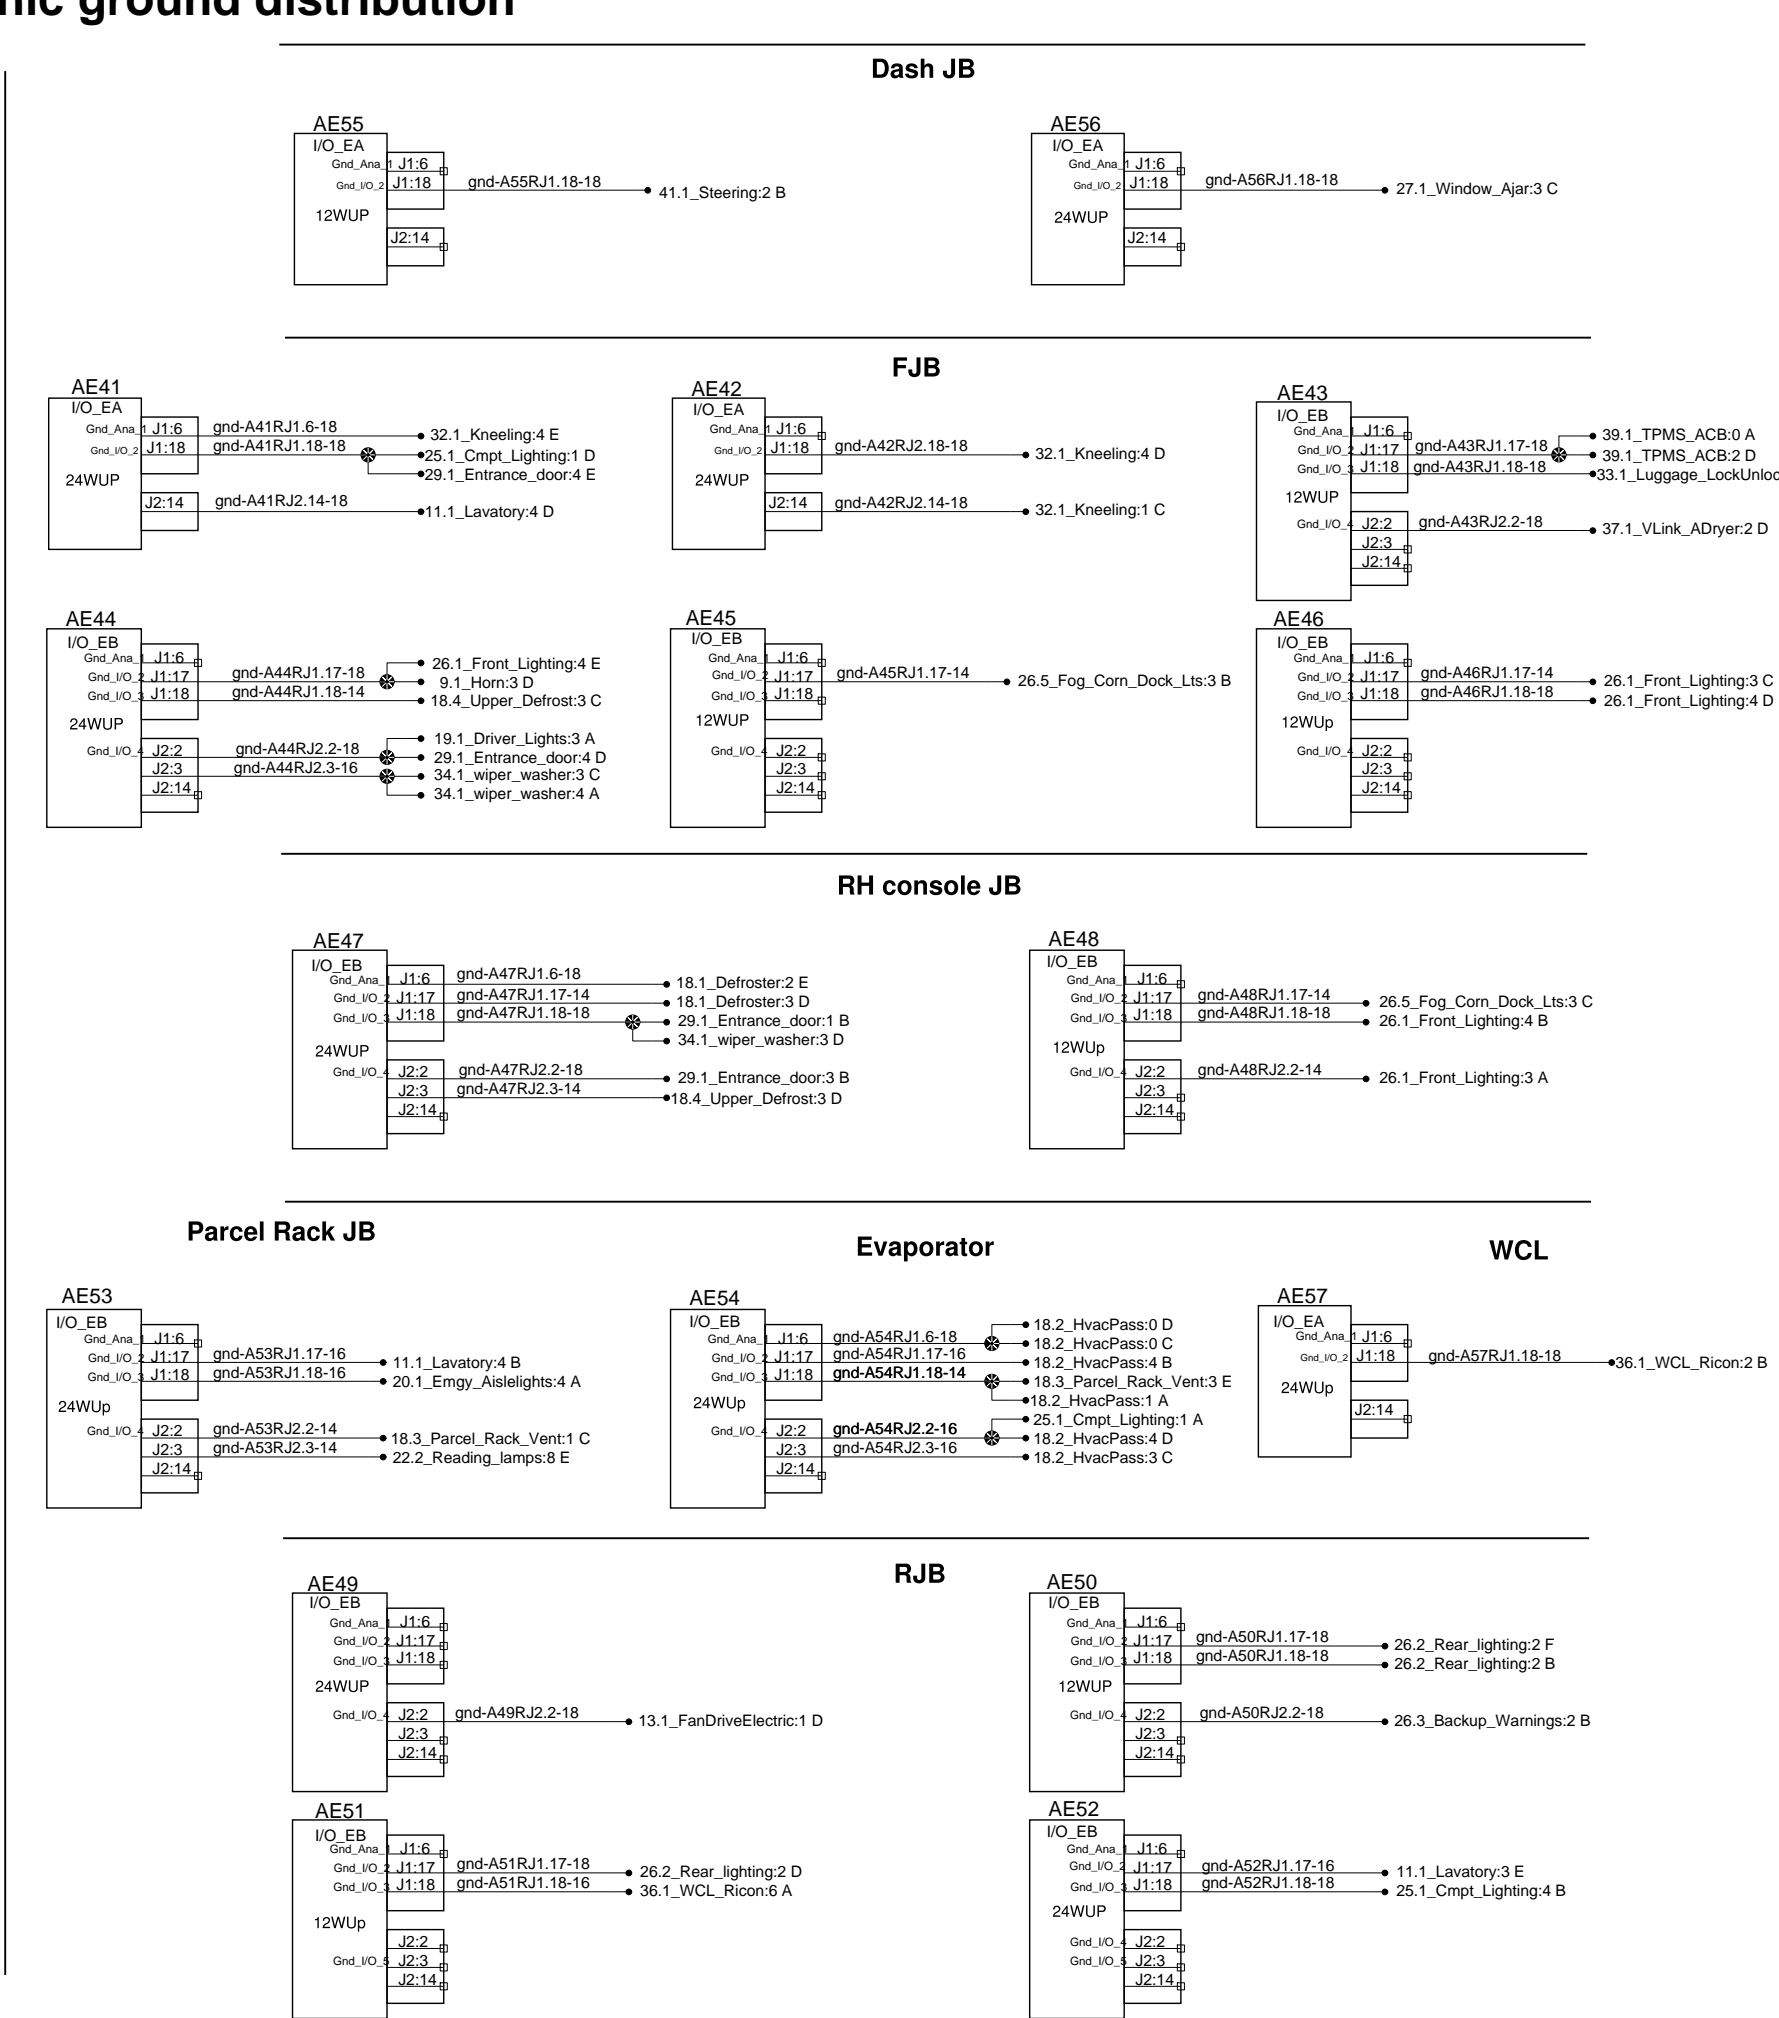 ground distribution
Dash JB
AE55
I/O_EA
Gnd_Ana_1 J1:6
Gnd_I/O_2 J1:18 gnd-A55RJ1.18-18 41.1_Steering:2 B
12WUP
J2:14
AE56
I/O_EA
Gnd_Ana_1 J1:6
Gnd_I/O_2 J1:18 gnd-A56RJ1.18-18 27.1_Window_Ajar:3 C
24WUP
J2:14
FJB
AE41
I/O_EA
Gnd_Ana_1 J1:6 gnd-A41RJ1.6-18 32.1_Kneeling:4 E
Gnd_I/O_2 J1:18 gnd-A41RJ1.18-18 25.1_Cmpt_Lighting:1 D
29.1_Entrance_door:4 E
24WUP
J2:14 gnd-A41RJ2.14-18 11.1_Lavatory:4 D
AE42
I/O_EA
Gnd_Ana_1 J1:6
Gnd_I/O_2 J1:18 gnd-A42RJ2.18-18 32.1_Kneeling:4 D
24WUP
J2:14 gnd-A42RJ2.14-18 32.1_Kneeling:1 C
AE43
I/O_EB
Gnd_Ana_1 J1:6 39.1_TPMS_ACB:0 A
Gnd_I/O_2 J1:17 gnd-A43RJ1.17-18 39.1_TPMS_ACB:2 D
Gnd_I/O_3 J1:18 gnd-A43RJ1.18-18 33.1_Luggage_LockUnloc
12WUP
Gnd_I/O_4 J2:2 gnd-A43RJ2.2-18 37.1_VLink_ADryer:2 D
J2:3
J2:14
AE44
I/O_EB
Gnd_Ana_1 J1:6 26.1_Front_Lighting:4 E
Gnd_I/O_2 J1:17 gnd-A44RJ1.17-18 9.1_Horn:3 D
Gnd_I/O_3 J1:18 gnd-A44RJ1.18-14 18.4_Upper_Defrost:3 C
24WUP
19.1_Driver_Lights:3 A
Gnd_I/O_4 J2:2 gnd-A44RJ2.2-18 29.1_Entrance_door:4 D
J2:3 gnd-A44RJ2.3-16 34.1_wiper_washer:3 C
J2:14 34.1_wiper_washer:4 A
AE45
I/O_EB
Gnd_Ana_1 J1:6
Gnd_I/O_2 J1:17 gnd-A45RJ1.17-14 26.5_Fog_Corn_Dock_Lts:3 B
Gnd_I/O_3 J1:18
12WUP
Gnd_I/O_4 J2:2
J2:3
J2:14
AE46
I/O_EB
Gnd_Ana_1 J1:6
Gnd_I/O_2 J1:17 gnd-A46RJ1.17-14 26.1_Front_Lighting:3 C
Gnd_I/O_3 J1:18 gnd-A46RJ1.18-18 26.1_Front_Lighting:4 D
12WUp
Gnd_I/O_4 J2:2
J2:3
J2:14
RH console JB
AE47
I/O_EB
Gnd_Ana_1 J1:6 gnd-A47RJ1.6-18 18.1_Defroster:2 E
Gnd_I/O_2 J1:17 gnd-A47RJ1.17-14 18.1_Defroster:3 D
Gnd_I/O_3 J1:18 gnd-A47RJ1.18-18 29.1_Entrance_door:1 B
34.1_wiper_washer:3 D
24WUP
Gnd_I/O_4 J2:2 gnd-A47RJ2.2-18 29.1_Entrance_door:3 B
J2:3 gnd-A47RJ2.3-14 18.4_Upper_Defrost:3 D
J2:14
AE48
I/O_EB
Gnd_Ana_1 J1:6
Gnd_I/O_2 J1:17 gnd-A48RJ1.17-14 26.5_Fog_Corn_Dock_Lts:3 C
Gnd_I/O_3 J1:18 gnd-A48RJ1.18-18 26.1_Front_Lighting:4 B
12WUp
Gnd_I/O_4 J2:2 gnd-A48RJ2.2-14 26.1_Front_Lighting:3 A
J2:3
J2:14
Parcel Rack JB
AE53
I/O_EB
Gnd_Ana_1 J1:6
Gnd_I/O_2 J1:17 gnd-A53RJ1.17-16 11.1_Lavatory:4 B
Gnd_I/O_3 J1:18 gnd-A53RJ1.18-16 20.1_Emgy_Aislelights:4 A
24WUp
Gnd_I/O_4 J2:2 gnd-A53RJ2.2-14 18.3_Parcel_Rack_Vent:1 C
J2:3 gnd-A53RJ2.3-14 22.2_Reading_lamps:8 E
J2:14
Evaporator
AE54
I/O_EB
18.2_HvacPass:0 D
Gnd_Ana_1 J1:6 gnd-A54RJ1.6-18 18.2_HvacPass:0 C
Gnd_I/O_2 J1:17 gnd-A54RJ1.17-16 18.2_HvacPass:4 B
Gnd_I/O_3 J1:18 gnd-A54RJ1.18-14 18.3_Parcel_Rack_Vent:3 E
18.2_HvacPass:1 A
24WUp
25.1_Cmpt_Lighting:1 A
Gnd_I/O_4 J2:2 gnd-A54RJ2.2-16 18.2_HvacPass:4 D
J2:3 gnd-A54RJ2.3-16 18.2_HvacPass:3 C
J2:14
WCL
AE57
I/O_EA
Gnd_Ana_1 J1:6
Gnd_I/O_2 J1:18 gnd-A57RJ1.18-18 36.1_WCL_Ricon:2 B
24WUp
J2:14
RJB
AE49
I/O_EB
Gnd_Ana_1 J1:6
Gnd_I/O_2 J1:17
Gnd_I/O_3 J1:18
24WUP
Gnd_I/O_4 J2:2 gnd-A49RJ2.2-18 13.1_FanDriveElectric:1 D
J2:3
J2:14
AE50
I/O_EB
Gnd_Ana_1 J1:6
Gnd_I/O_2 J1:17 gnd-A50RJ1.17-18 26.2_Rear_lighting:2 F
Gnd_I/O_3 J1:18 gnd-A50RJ1.18-18 26.2_Rear_lighting:2 B
12WUP
Gnd_I/O_4 J2:2 gnd-A50RJ2.2-18 26.3_Backup_Warnings:2 B
J2:3
J2:14
AE51
I/O_EB
Gnd_Ana_1 J1:6
Gnd_I/O_2 J1:17 gnd-A51RJ1.17-18 26.2_Rear_lighting:2 D
Gnd_I/O_3 J1:18 gnd-A51RJ1.18-16 36.1_WCL_Ricon:6 A
12WUp
J2:2
Gnd_I/O_5 J2:3
J2:14
AE52
I/O_EB
Gnd_Ana_1 J1:6
Gnd_I/O_2 J1:17 gnd-A52RJ1.17-16 11.1_Lavatory:3 E
Gnd_I/O_3 J1:18 gnd-A52RJ1.18-18 25.1_Cmpt_Lighting:4 B
24WUP
Gnd_I/O_4 J2:2
Gnd_I/O_5 J2:3
J2:14